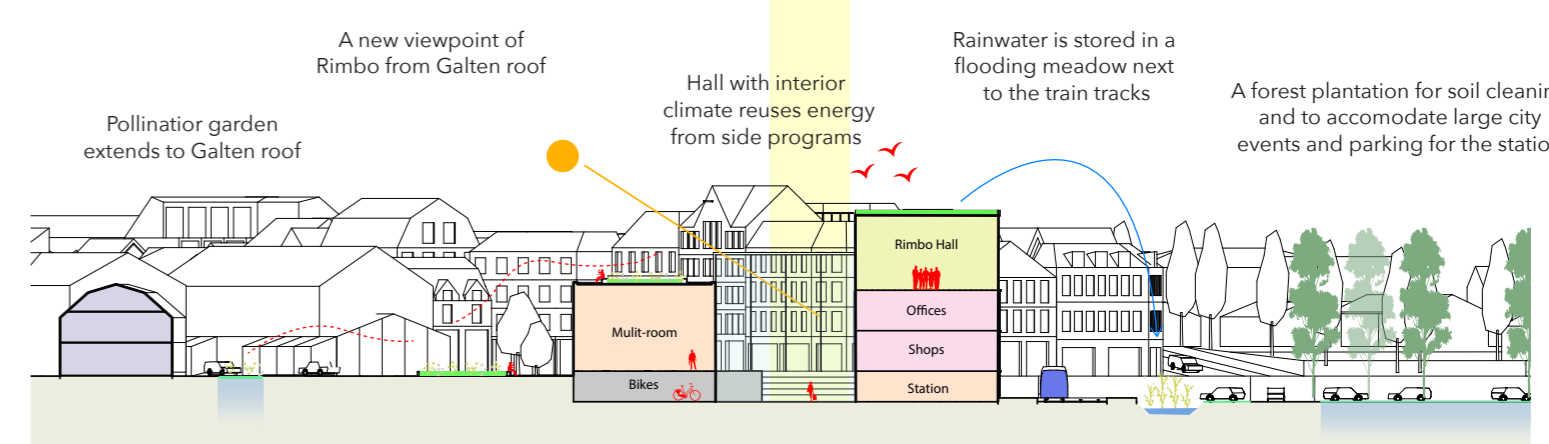 A new viewpoint of
Rimbo from Galten roof
Rainwater is stored in a
flooding meadow next
to the train tracks
Hall with interior
climate reuses energy
from side programs
A forest plantation for soil cleanin
and to accomodate large city
events and parking for the statio
Pollinatior garden
extends to Galten roof
Rimbo Hall
Offices
Mulit-room
Shops
Bikes
Station